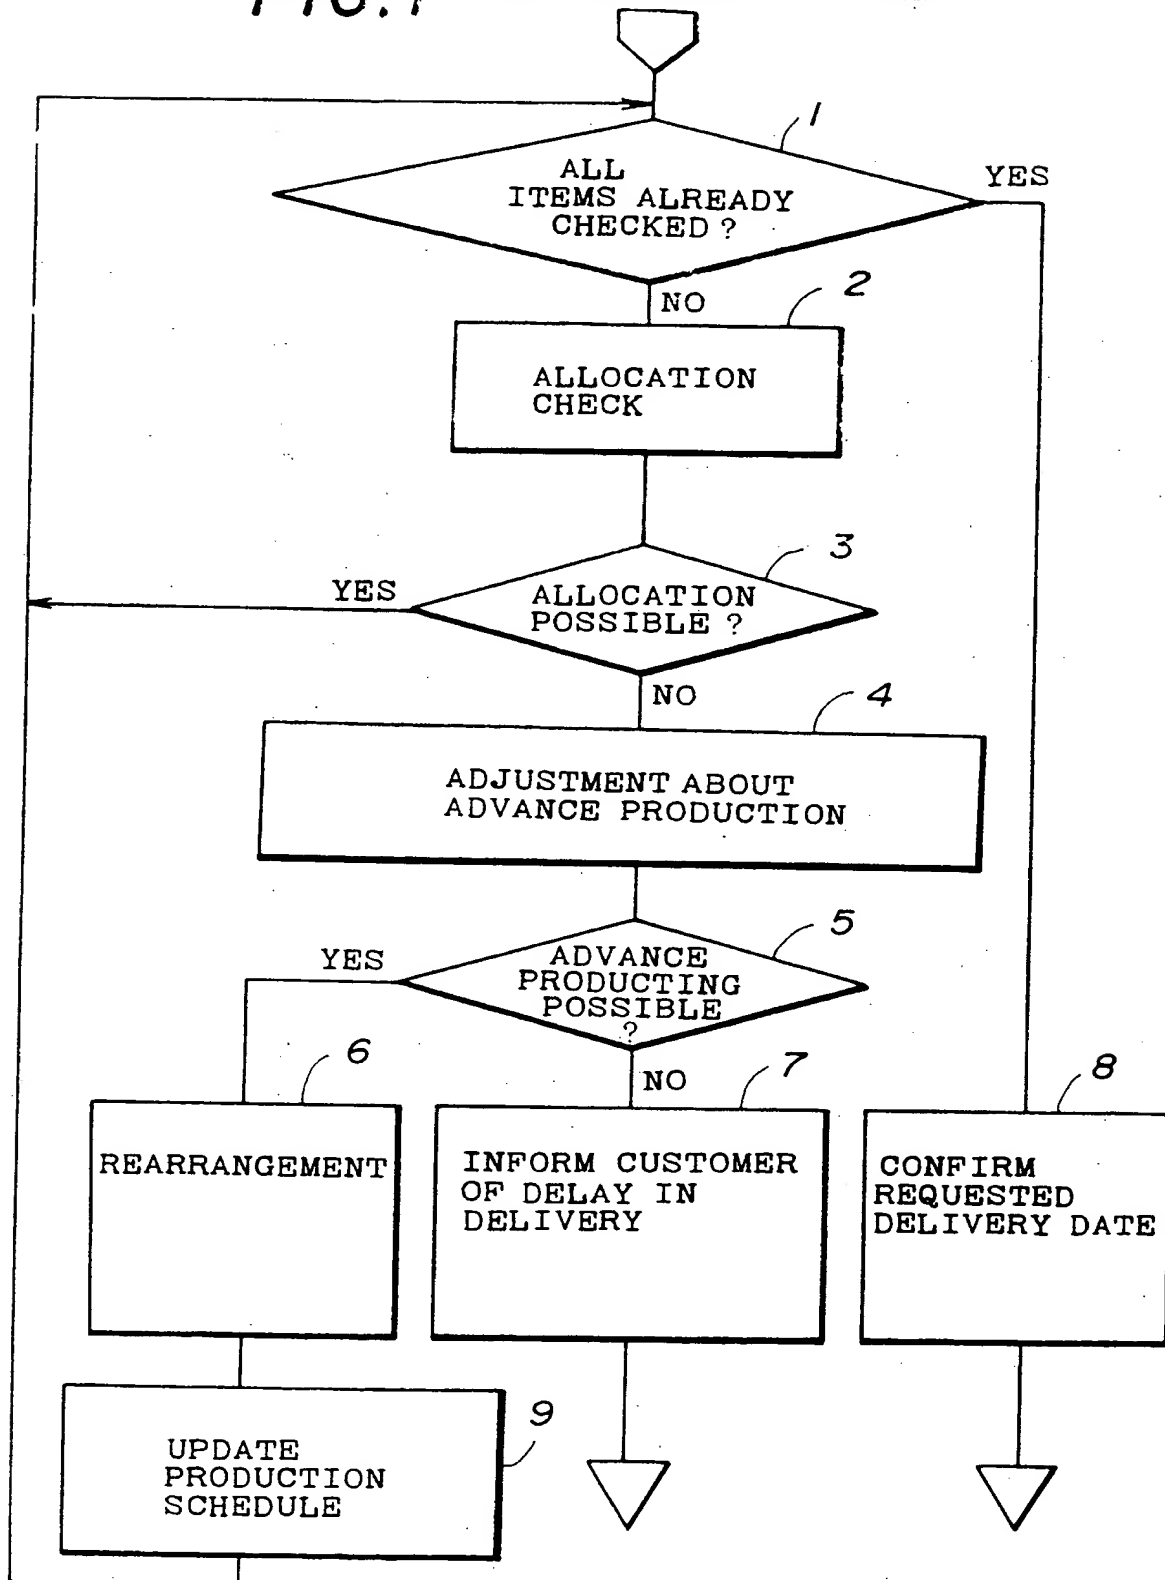 FIG. 1
1
ALL
ITEMS ALREADY
CHECKED ?
YES
NO
2
ALLOCATION
CHECK
3
YES
ALLOCATION
POSSIBLE ?
NO
4
ADJUSTMENT ABOUT
ADVANCE PRODUCTION
5
YES
ADVANCE
PRODUCTING
POSSIBLE
?
NO
6
REARRANGEMENT
7
INFORM CUSTOMER
OF DELAY IN
DELIVERY
8
CONFIRM
REQUESTED
DELIVERY DATE
9
UPDATE
PRODUCTION
SCHEDULE